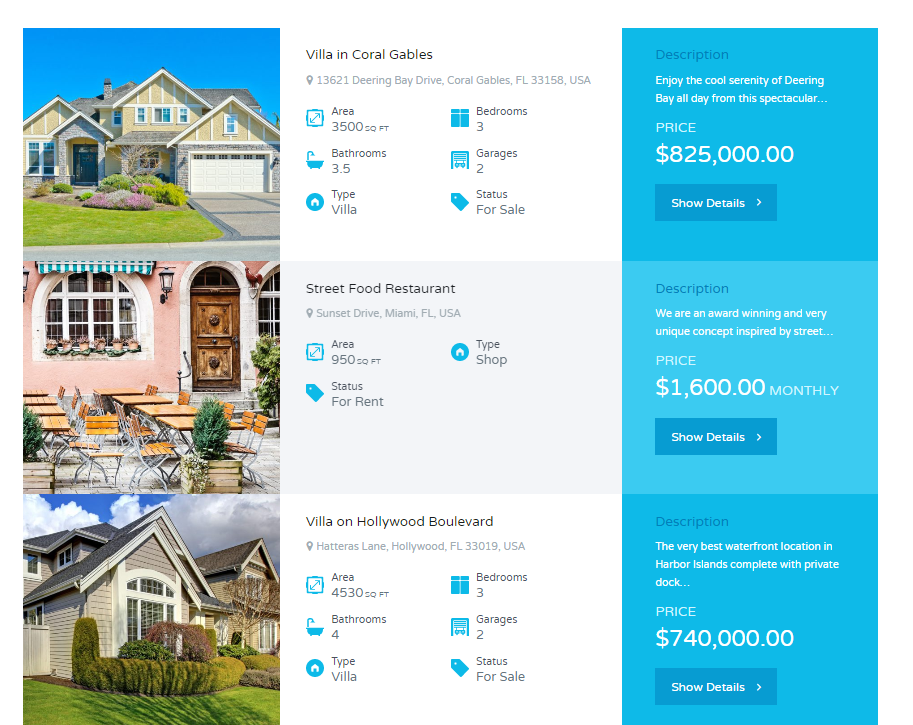 Villa in Coral Gables
13621 Deering Bay Drive, Coral Gables, FL 33158, USA
Area
3500 SQ FT
Bedrooms
3
Bathrooms
3.5
Garages
2
Type
Villa
Status
For Sale
Description
Enjoy the cool serenity of Deering
Bay all day from this spectacular...
PRICE
$825,000.00
Show Details
Street Food Restaurant
Sunset Drive, Miami, FL, USA
Area
950 SQ FT
Type
Shop
Status
For Rent
Description
We are an award winning and very
unique concept inspired by street...
PRICE
$1,600.00 MONTHLY
Show Details
Villa on Hollywood Boulevard
Hatteras Lane, Hollywood, FL 33019, USA
Area
4530 SQ FT
Bedrooms
3
Bathrooms
4
Garages
2
Type
Villa
Status
For Sale
Description
The very best waterfront location in
Harbor Islands complete with private
dock...
PRICE
$740,000.00
Show Details